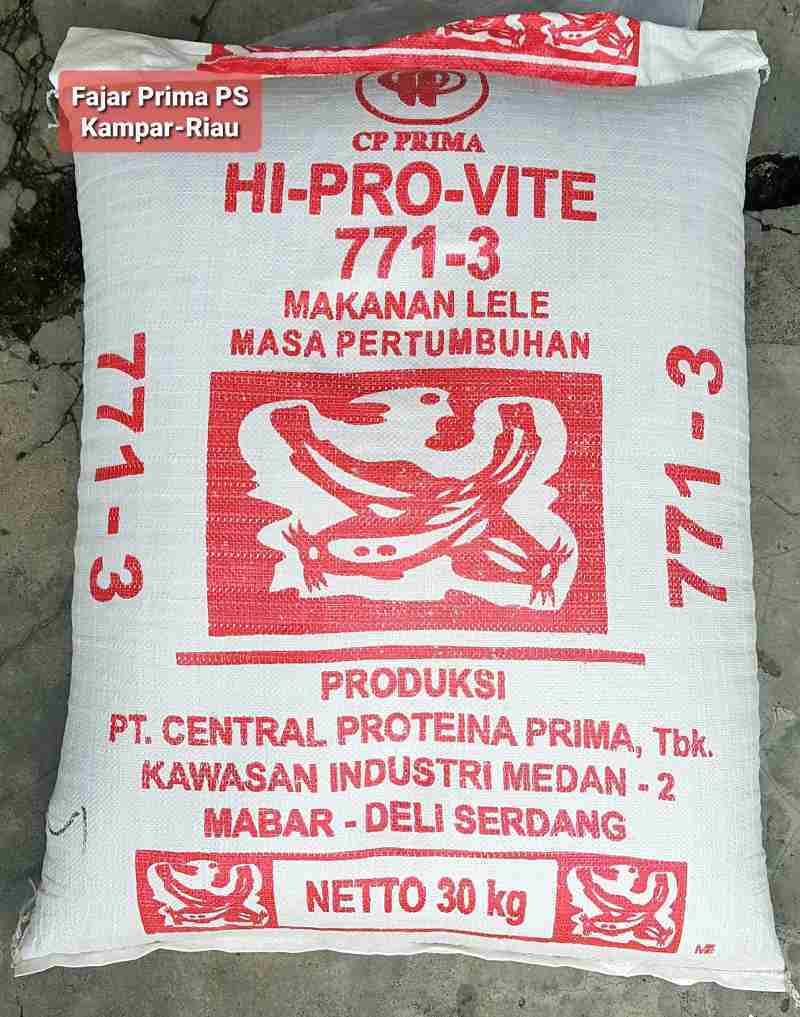 Fajar Prima PS
Kampar-Riau
CP PRIMA
HI-PRO-VITE
771-3
MAKANAN LELE
MASA PERTUMBUHAN
771-3
771-3
PRODUKSI
PT. CENTRAL PROTEINA PRIMA, Tbk.
KAWASAN INDUSTRI MEDAN - 2
MABAR - DELI SERDANG
NETTO 30 kg